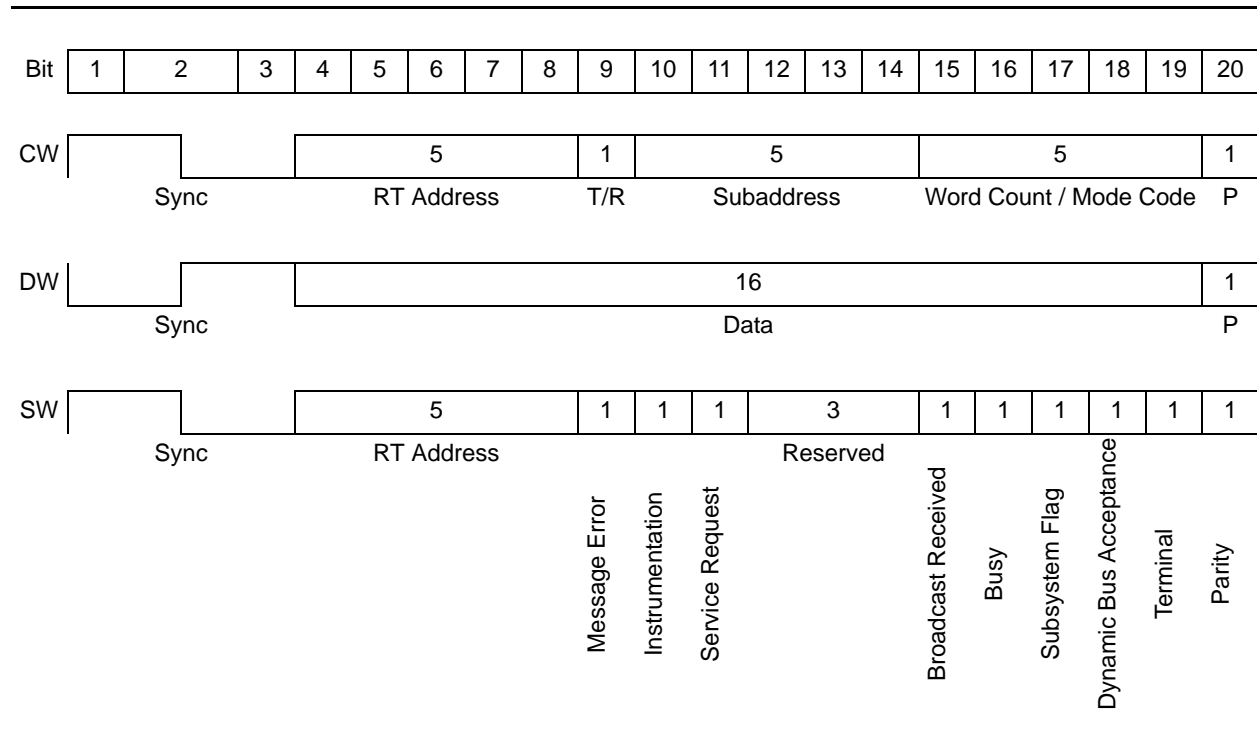 Bit 1 2 3 4 5 6 7 8 9 10 11 12 13 14 15 16 17 18 19 20
CW 5 1 5 5 1
Sync RT Address T/R Subaddress Word Count / Mode Code P
DW 16 1
Sync Data P
SW 5 1 1 1 3 1 1 1 1 1 1
Sync RT Address Reserved
Message Error
Instrumentation
Service Request
Broadcast Received
Busy
Subsystem Flag
Dynamic Bus Acceptance
Terminal
Parity